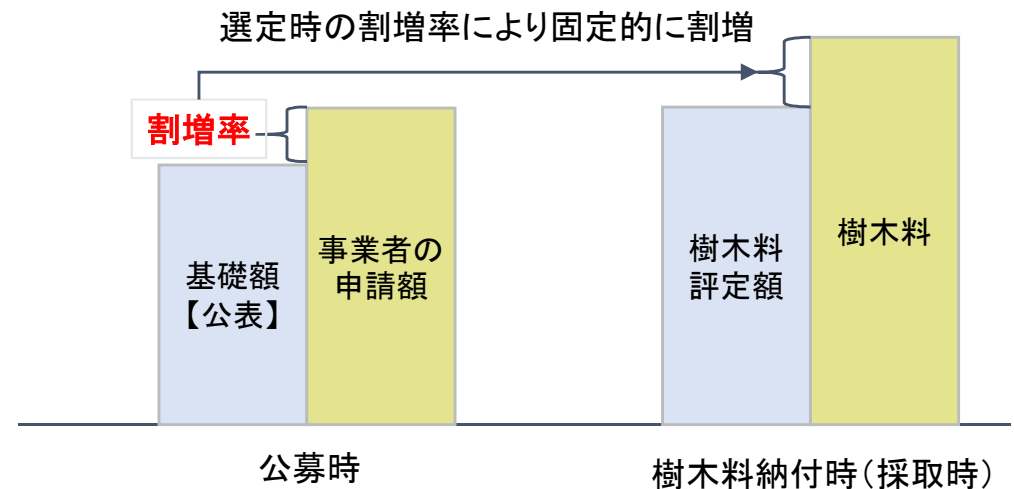 選定時の割増率により固定的に割増
割増率
基礎額
【公表】
事業者の
申請額
樹木料
評定額
樹木料
公募時
樹木料納付時（採取時）